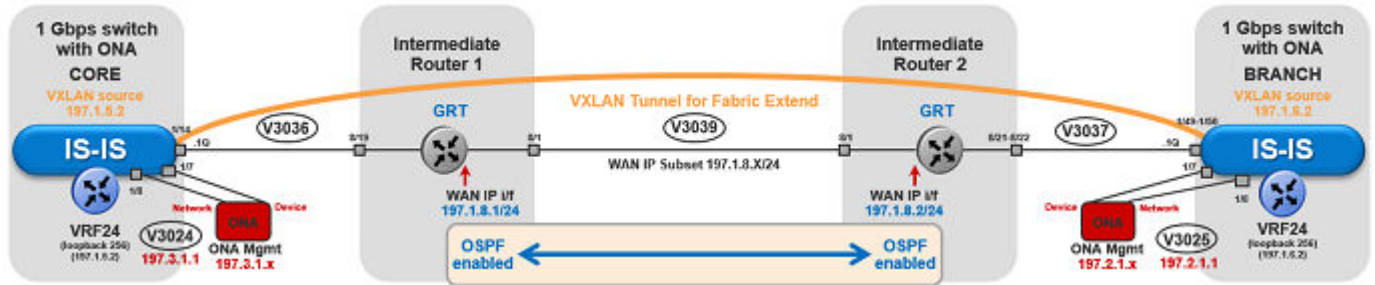 1 Gbps switch
with ONA
CORE
VXLAN source
197.1.5.2
IS-IS
1/14
.1Q
1/7
1/8
VRF24
(loopback 256)
(197.1.5.2)
V3024
197.3.1.1
Network
Device
ONA
ONA Mgmt
197.3.1.x
V3036
Intermediate
Router 1
GRT
8/19
8/1
WAN IP I/f
197.1.8.1/24
VXLAN Tunnel for Fabric Extend
V3039
WAN IP Subset 197.1.8.X/24
OSPF
enabled
OSPF
enabled
Intermediate
Router 2
GRT
8/1
8/21-8/22
WAN IP I/f
197.1.8.2/24
V3037
1 Gbps switch
with ONA
BRANCH
VXLAN source
197.1.6.2
1/49-1/50
.1Q
IS-IS
1/7
1/8
Device
Network
ONA
ONA Mgmt
197.2.1.x
V3025
197.2.1.1
VRF24
(loopback 256)